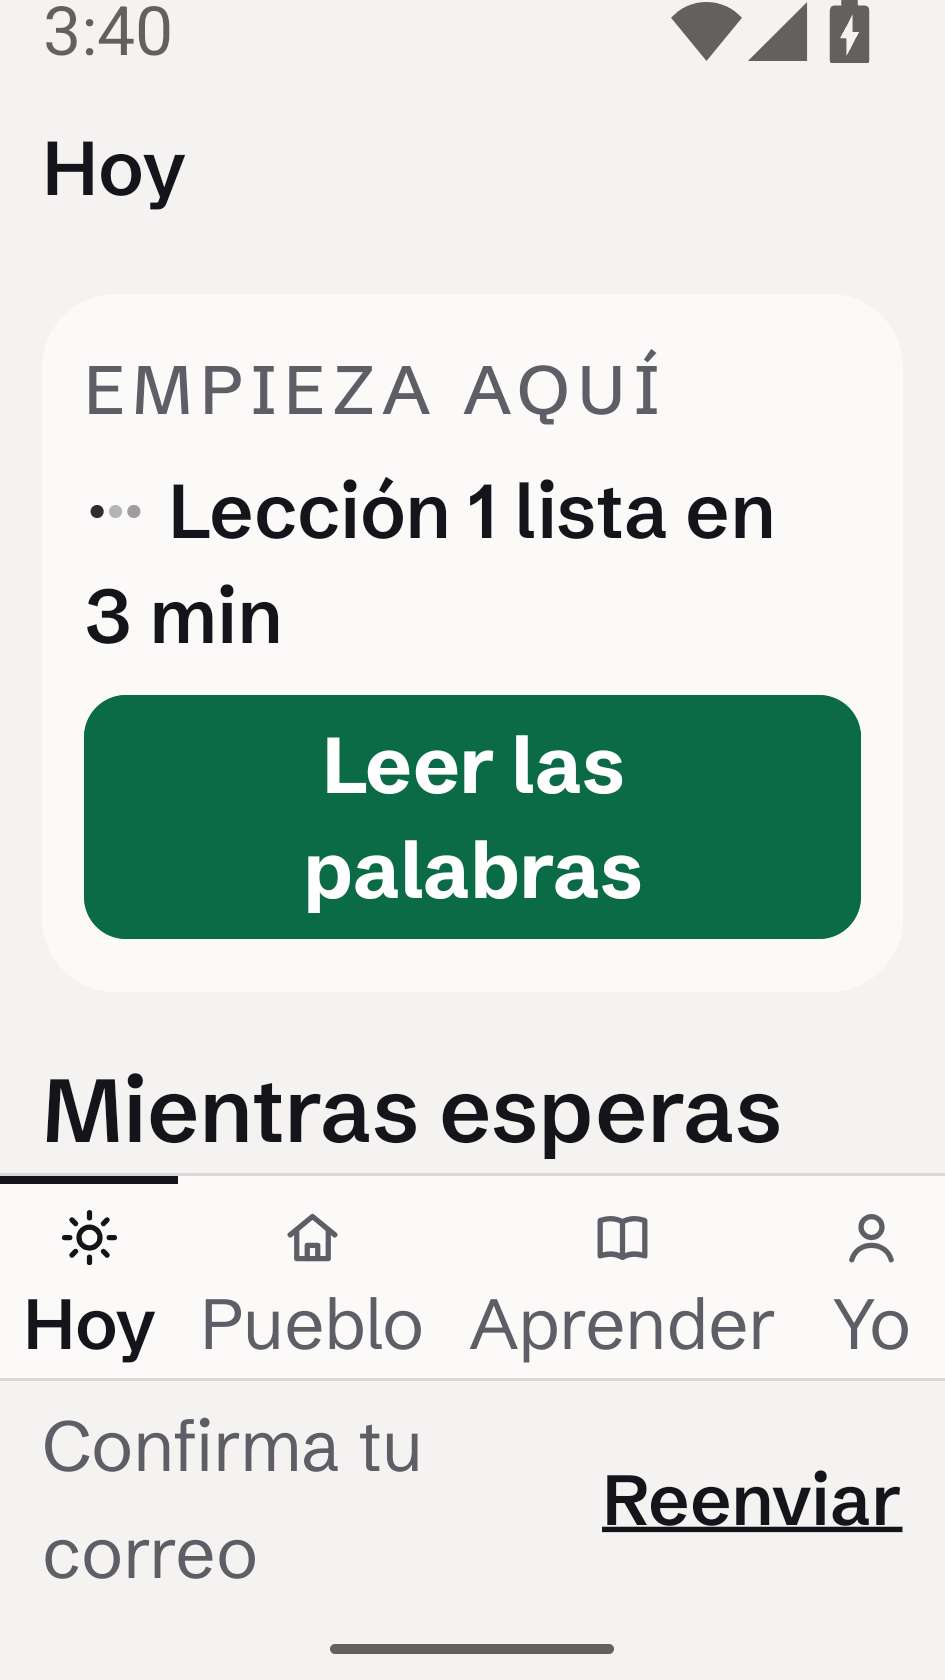 3:40
Hoy
EMPIEZA AQUÍ
Lección 1 lista en
3 min
Leer las
palabras
Mientras esperas
Hoy Pueblo Aprender Yo
Confirma tu
correo
Reenviar